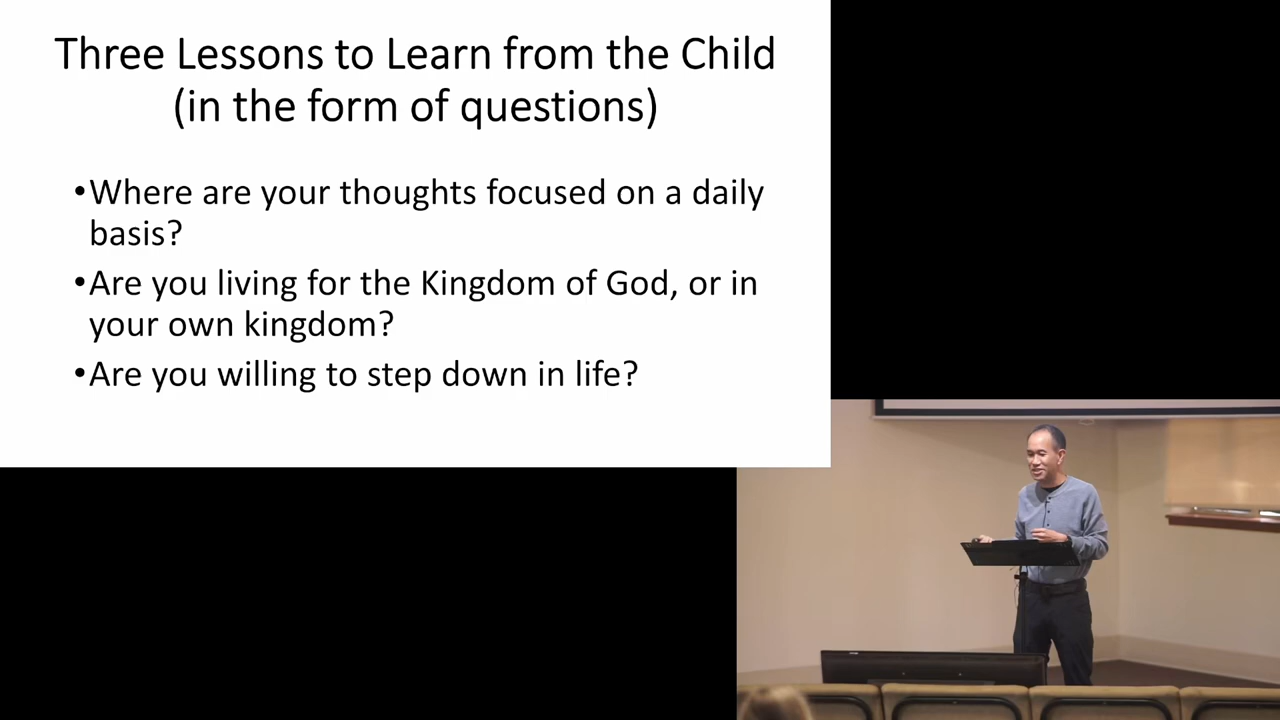 Three Lessons to Learn from the Child
(in the form of questions)
•Where are your thoughts focused on a daily
basis?
•Are you living for the Kingdom of God, or in
your own kingdom?
•Are you willing to step down in life?